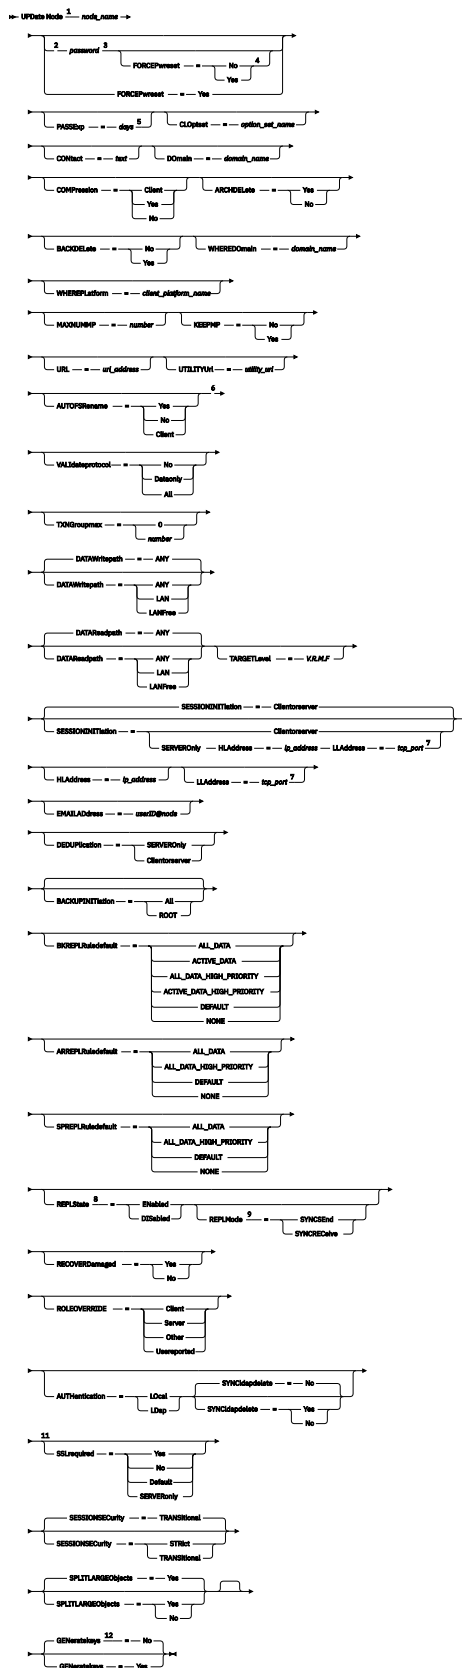 UPDate Node 1 node_name
2 password 3
FORCEPwreset = No 4
Yes
FORCEPwreset = Yes
PASSExp = days 5 CLOptset = option_set_name
CONtact = text DOmain = domain_name
COMPression = Client ARCHDELete = Yes
Yes No
No
BACKDELete = No WHEREDOmain = domain_name
Yes
WHEREPLatform = client_platform_name
MAXNUMMP = number KEEPMP = No
Yes
URL = url_address UTILITYUrl = utility_url
AUTOFSRename = Yes 6
No
Client
VALIdateprotocol = No
Dataonly
All
TXNGroupmax = 0
number
DATAWritepath = ANY
DATAWritepath = ANY
LAN
LANFree
DATAReadpath = ANY
DATAReadpath = ANY TARGETLevel = V.R.M.F
LAN
LANFree
SESSIONINITiation = Clientorserver
SESSIONINITiation = Clientorserver
SERVEROnly HLAddress = ip_address LLAddress = tcp_port 7
HLAddress = ip_address LLAddress = tcp_port 7
EMAILADdress = userID@node
DEDUPlication = SERVEROnly
Clientorserver
BACKUPINITiation = All
ROOT
BKREPLRuledefault = ALL_DATA
ACTIVE_DATA
ALL_DATA_HIGH_PRIORITY
ACTIVE_DATA_HIGH_PRIORITY
DEFAULT
NONE
ARREPLRuledefault = ALL_DATA
ALL_DATA_HIGH_PRIORITY
DEFAULT
NONE
SPREPLRuledefault = ALL_DATA
ALL_DATA_HIGH_PRIORITY
DEFAULT
NONE
REPLState 8 = ENabled
DISabled REPLMode 9 = SYNCSEnd
SYNCRECeive
RECOVERDamaged = Yes
No
ROLEOVERRIDE = Client
Server
Other
Usereported
SYNCldapdelete = No
AUTHentication = LOcal
LDap SYNCldapdelete = Yes
No
11
SSLrequired = Yes
No
Default
SERVERonly
SESSIONSECurity = TRANSitional
SESSIONSECurity = STRict
TRANSitional
SPLITLARGEObjects = Yes
SPLITLARGEObjects = Yes
No
GENeratekeys 12 = No
GENeratekeys = Yes